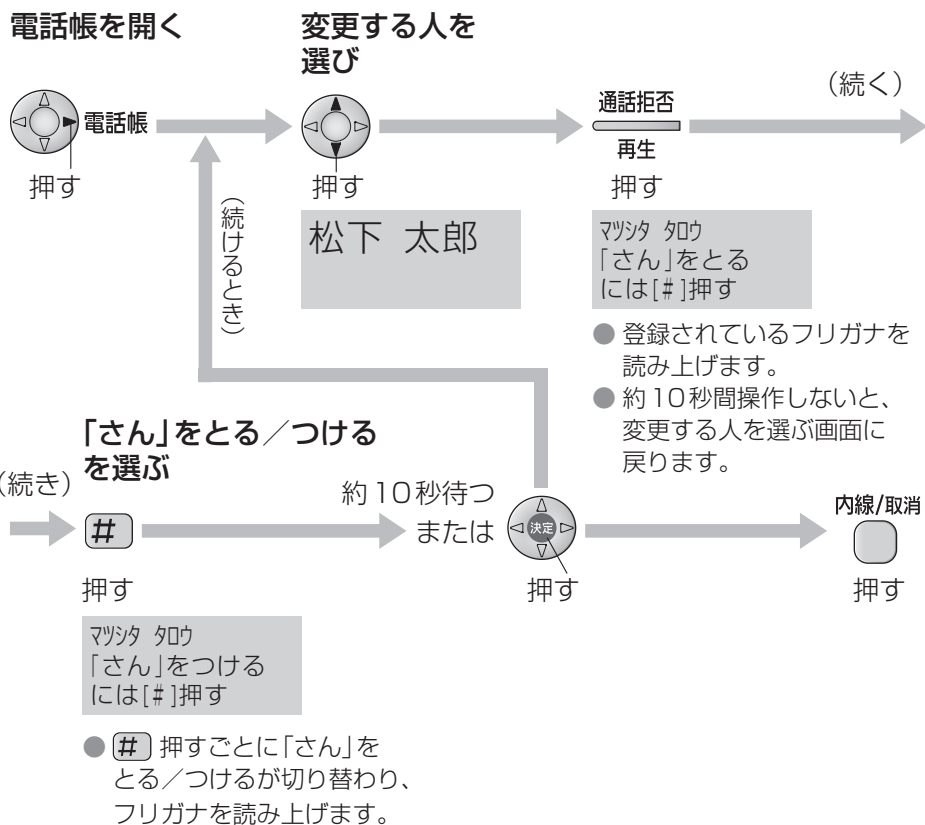 電話帳を開く
電話帳
押す
変更する人を
選び
押す
松下 太郎
通話拒否
再生
押す
(続く)
マツシタ タロウ
「さん」をとる
には[#]押す
● 登録されているフリガナを
読み上げます。
● 約10秒間操作しないと、
変更する人を選ぶ画面に
戻ります。
(続けるとき)
(続き)
「さん」をとる/つける
を選ぶ
#
押す
マツシタ タロウ
「さん」をつける
には[#]押す
● # 押すごとに「さん」を
とる/つけるが切り替わり、
フリガナを読み上げます。
約10秒待つ
または
決定
押す
内線/取消
押す